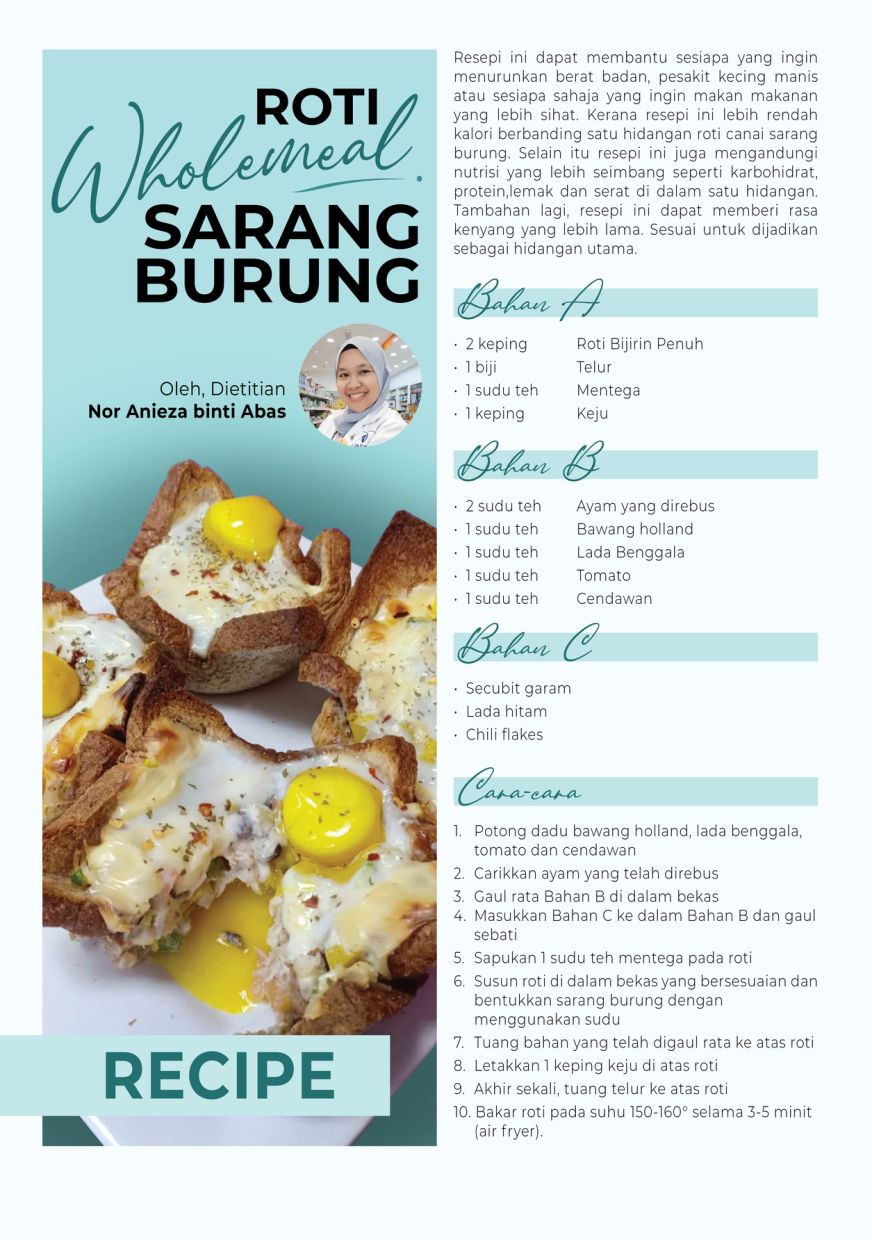 ROTI
Wholemeal
SARANG
BURUNG
Oleh, Dietitian
Nor Anieza binti Abas
RECIPE
Resepi ini dapat membantu sesiapa yang ingin
menurunkan berat badan, pesakit kecing manis
atau sesiapa sahaja yang ingin makan makanan
yang lebih sihat. Kerana resepi ini lebih rendah
kalori berbanding satu hidangan roti canai sarang
burung. Selain itu resepi ini juga mengandungi
nutrisi yang lebih seimbang seperti karbohidrat,
protein,lemak dan serat di dalam satu hidangan.
Tambahan lagi, resepi ini dapat memberi rasa
kenyang yang lebih lama. Sesuai untuk dijadikan
sebagai hidangan utama.
Bahan A
• 2 keping Roti Bijirin Penuh
• 1 biji Telur
• 1 sudu teh Mentega
• 1 keping Keju
Bahan B
• 2 sudu teh Ayam yang direbus
• 1 sudu teh Bawang holland
• 1 sudu teh Lada Benggala
• 1 sudu teh Tomato
• 1 sudu teh Cendawan
Bahan C
• Secubit garam
• Lada hitam
• Chili flakes
Cara-cara
1. Potong dadu bawang holland, lada benggala,
tomato dan cendawan
2. Carikkan ayam yang telah direbus
3. Gaul rata Bahan B di dalam bekas
4. Masukkan Bahan C ke dalam Bahan B dan gaul
sebati
5. Sapukan 1 sudu teh mentega pada roti
6. Susun roti di dalam bekas yang bersesuaian dan
bentukkan sarang burung dengan
menggunakan sudu
7. Tuang bahan yang telah digaul rata ke atas roti
8. Letakkan 1 keping keju di atas roti
9. Akhir sekali, tuang telur ke atas roti
10. Bakar roti pada suhu 150-160° selama 3-5 minit
(air fryer).